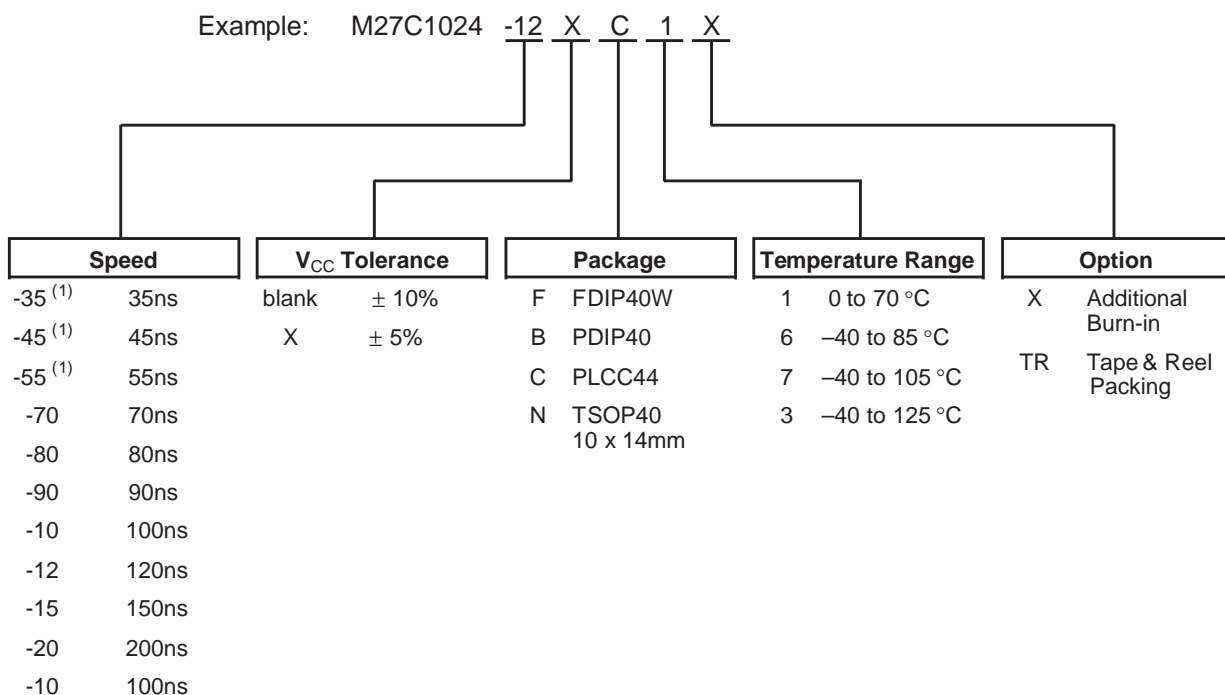 Example: M27C1024 -12 X C 1 X
Speed
-35 (1) 35ns
-45 (1) 45ns
-55 (1) 55ns
-70 70ns
-80 80ns
-90 90ns
-10 100ns
-12 120ns
-15 150ns
-20 200ns
-10 100ns
VCC Tolerance
blank ± 10%
X ± 5%
Package
F FDIP40W
B PDIP40
C PLCC44
N TSOP40
10 x 14mm
Temperature Range
1 0 to 70 °C
6 –40 to 85 °C
7 –40 to 105 °C
3 –40 to 125 °C
Option
X Additional
Burn-in
TR Tape & Reel
Packing